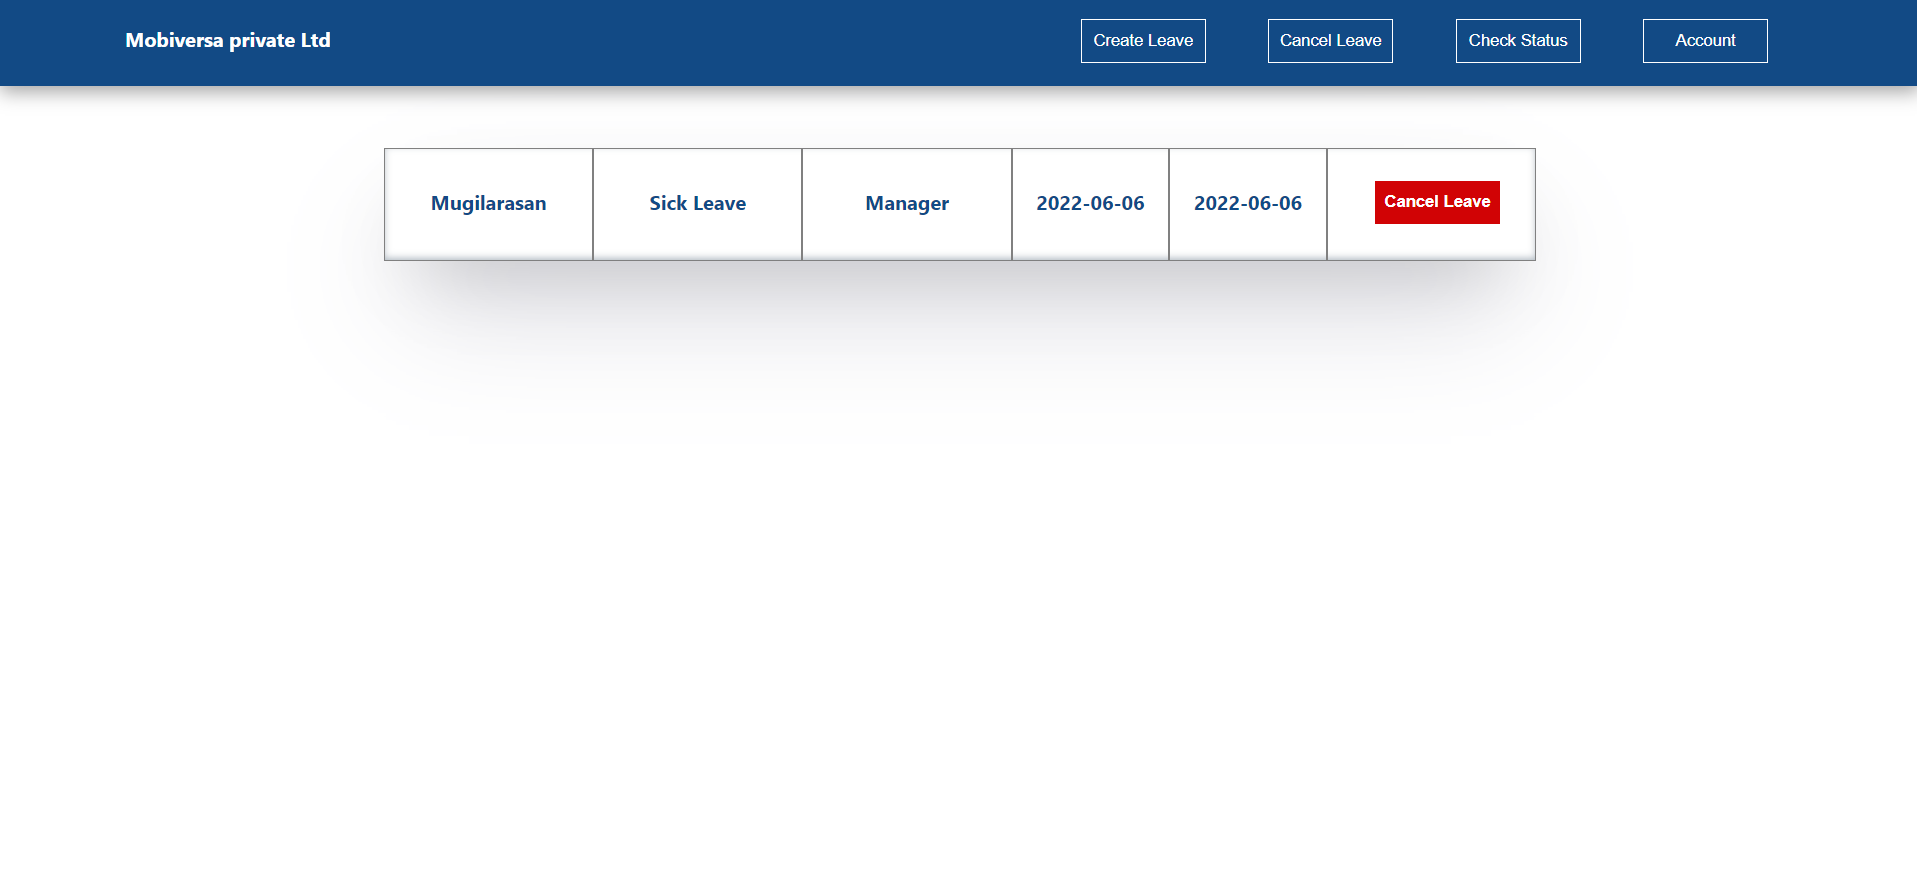 Mobiversa private Ltd
Create Leave
Cancel Leave
Check Status
Account
Mugilarasan
Sick Leave
Manager
2022-06-06
2022-06-06
Cancel Leave